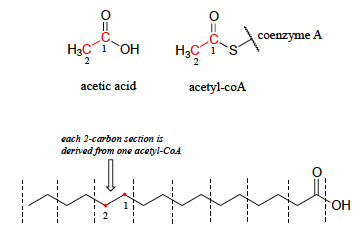 O O
H₃C C 1 OH H₃C C 1 S coenzyme A
2 2
acetic acid acetyl-coA
each 2-carbon section is
derived from one acetyl-CoA
O
OH
1
2